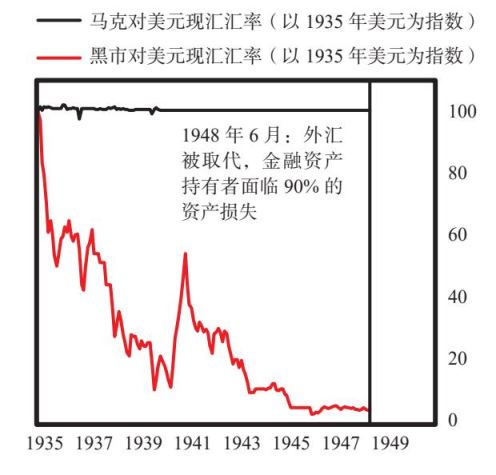 马克对美元现汇汇率（以 1935 年美元为指数）
黑市对美元现汇汇率（以 1935 年美元为指数）
1948 年 6 月：外汇
被取代，金融资产
持有者面临 90% 的
资产损失
100
80
60
40
20
0
1935 1937 1939 1941 1943 1945 1947 1949